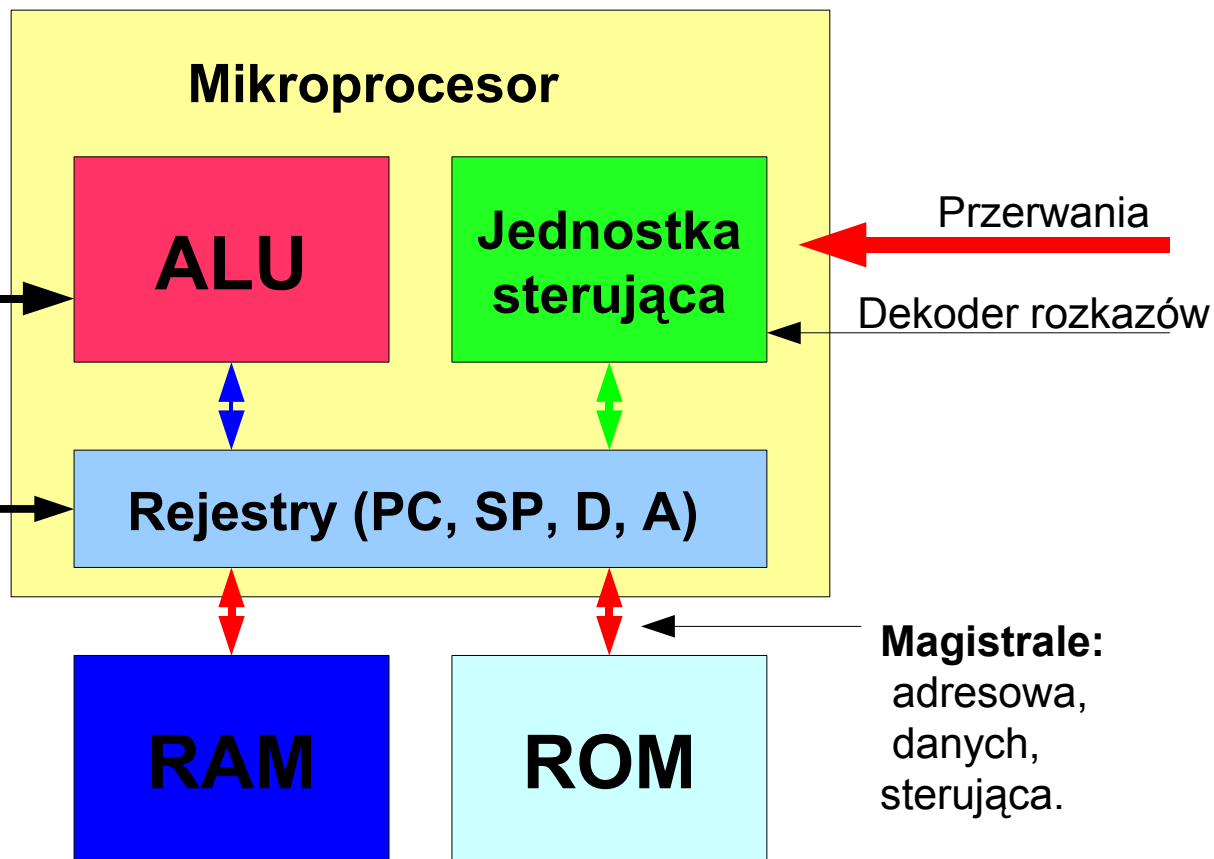 Mikroprocesor
ALU
Jednostka
sterująca
Przerwania
Dekoder rozkazów
Rejestry (PC, SP, D, A)
RAM
ROM
Magistrale:
adresowa,
danych,
sterująca.